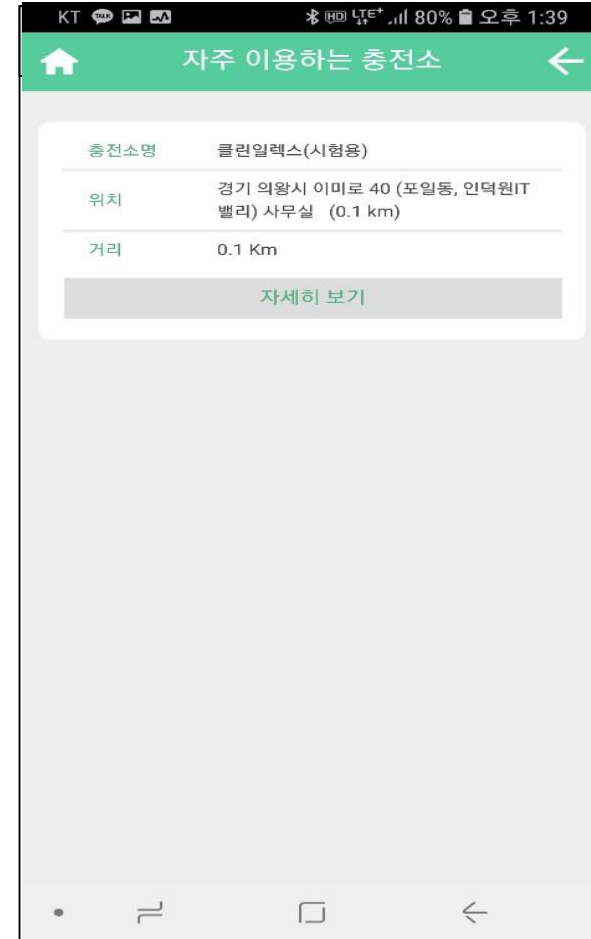 KT TALK HD LTE+ 80% 오후 1:39
자주 이용하는 충전소
충전소명 클린일렉스(시험용)
위치 경기 의왕시 이미로 40 (포일동, 인덕원IT
밸리) 사무실 (0.1 km)
거리 0.1 Km
자세히 보기